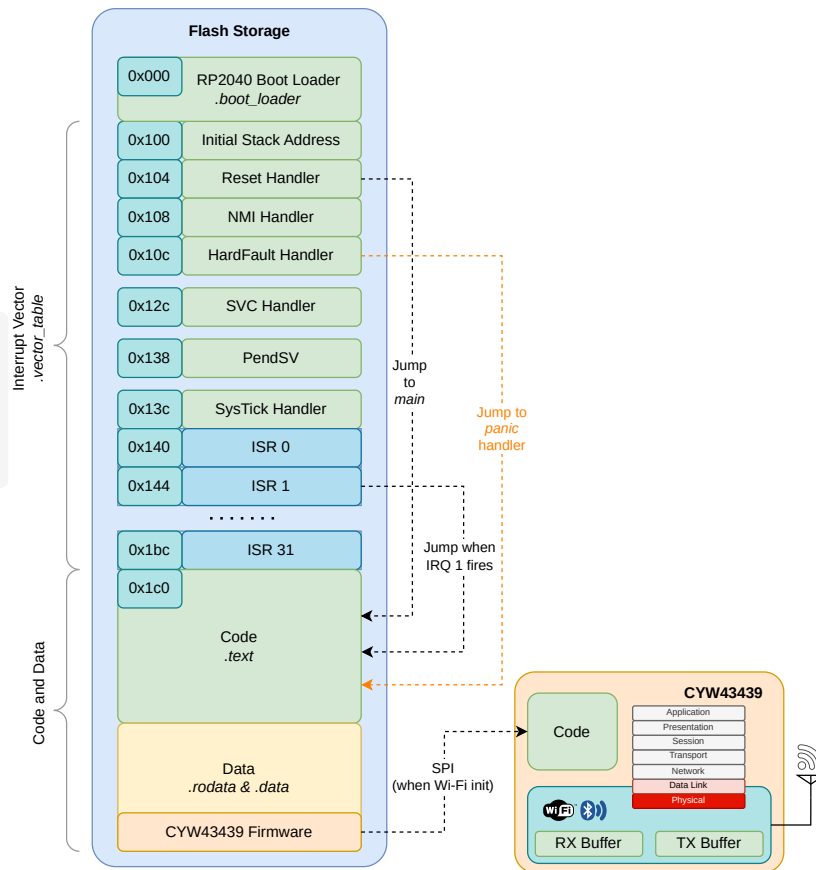 Flash Storage
0x000
RP2040 Boot Loader
.boot_loader
0x100
Initial Stack Address
0x104
Reset Handler
0x108
NMI Handler
0x10c
HardFault Handler
0x12c
SVC Handler
0x138
PendSV
0x13c
SysTick Handler
0x140
ISR 0
0x144
ISR 1
.......
0x1bc
ISR 31
0x1c0
Code
.text
Data
.rodata & .data
CYW43439 Firmware
Interrupt Vector
.vector_table
Code and Data
Jump
to
main
Jump to
panic
handler
Jump when
IRQ 1 fires
SPI
(when Wi-Fi init)
CYW43439
Code
Application
Presentation
Session
Transport
Network
Data Link
Physical
WiFi
RX Buffer
TX Buffer